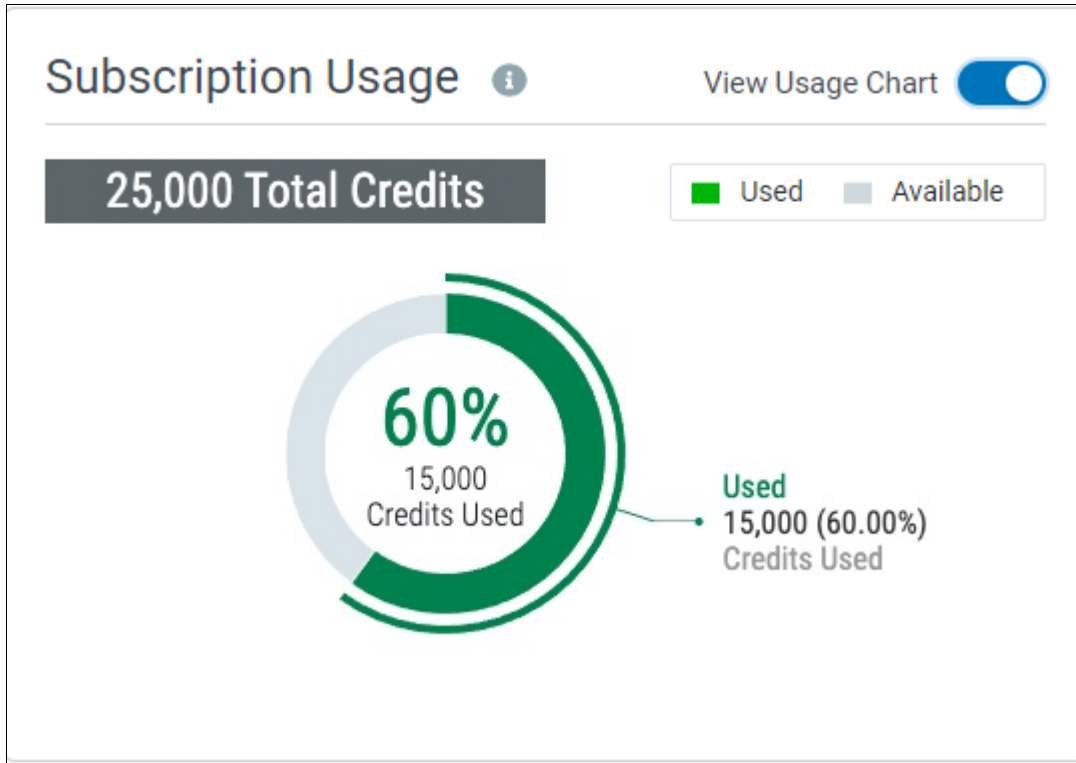 Subscription Usage
View Usage Chart
25,000 Total Credits
Used
Available
60%
15,000
Credits Used
Used
15,000 (60.00%)
Credits Used